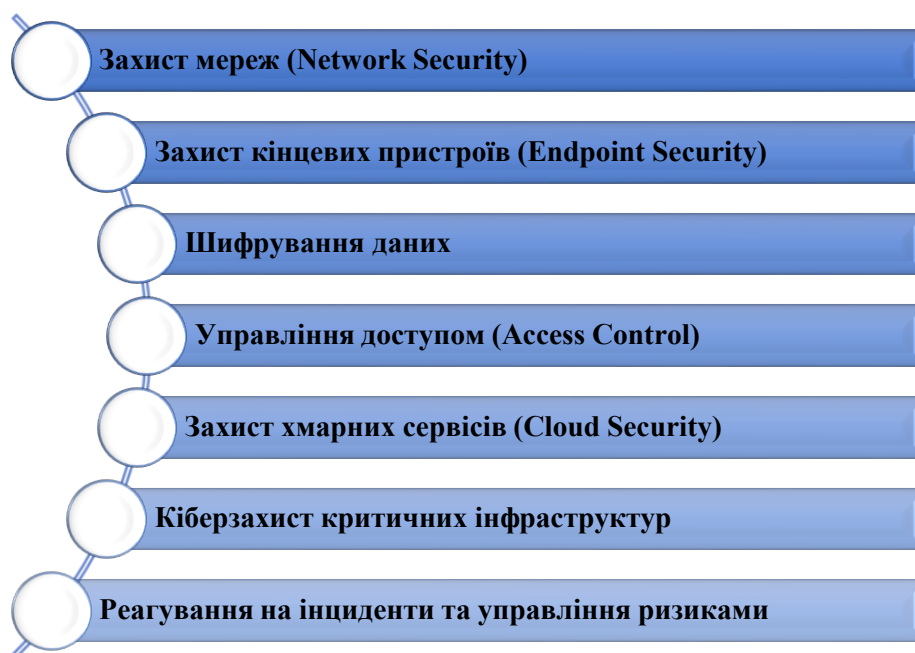 Захист мереж (Network Security)
Захист кінцевих пристроїв (Endpoint Security)
Шифрування даних
Управління доступом (Access Control)
Захист хмарних сервісів (Cloud Security)
Кіберзахист критичних інфраструктур
Реагування на інциденти та управління ризиками